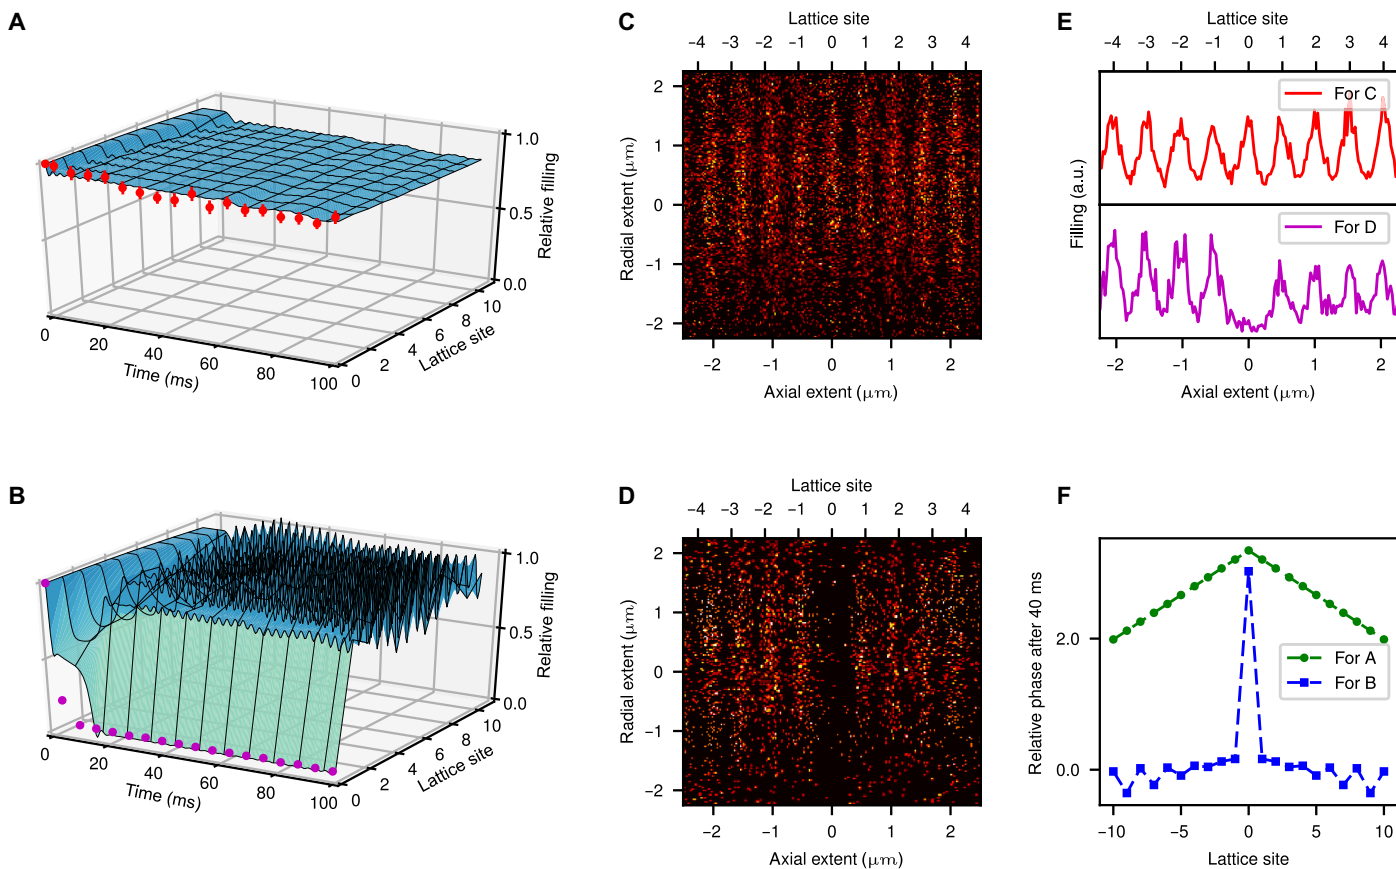 A
1.0
0.5
0.0
Relative filling
0
20
40
60
80
100
Time (ms)
0
2
4
6
8
10
Lattice site
B
1.0
0.5
0.0
Relative filling
0
20
40
60
80
100
Time (ms)
0
2
4
6
8
10
Lattice site
C
Lattice site
−4 −3 −2 −1 0 1 2 3 4
2
1
0
−1
−2
Radial extent (μm)
−2 −1 0 1 2
Axial extent (μm)
D
Lattice site
−4 −3 −2 −1 0 1 2 3 4
2
1
0
−1
−2
Radial extent (μm)
−2 −1 0 1 2
Axial extent (μm)
E
Lattice site
−4 −3 −2 −1 0 1 2 3 4
For C
For D
Filling (a.u.)
−2 −1 0 1 2
Axial extent (μm)
F
Relative phase after 40 ms
2.0
0.0
For A
For B
−10 −5 0 5 10
Lattice site